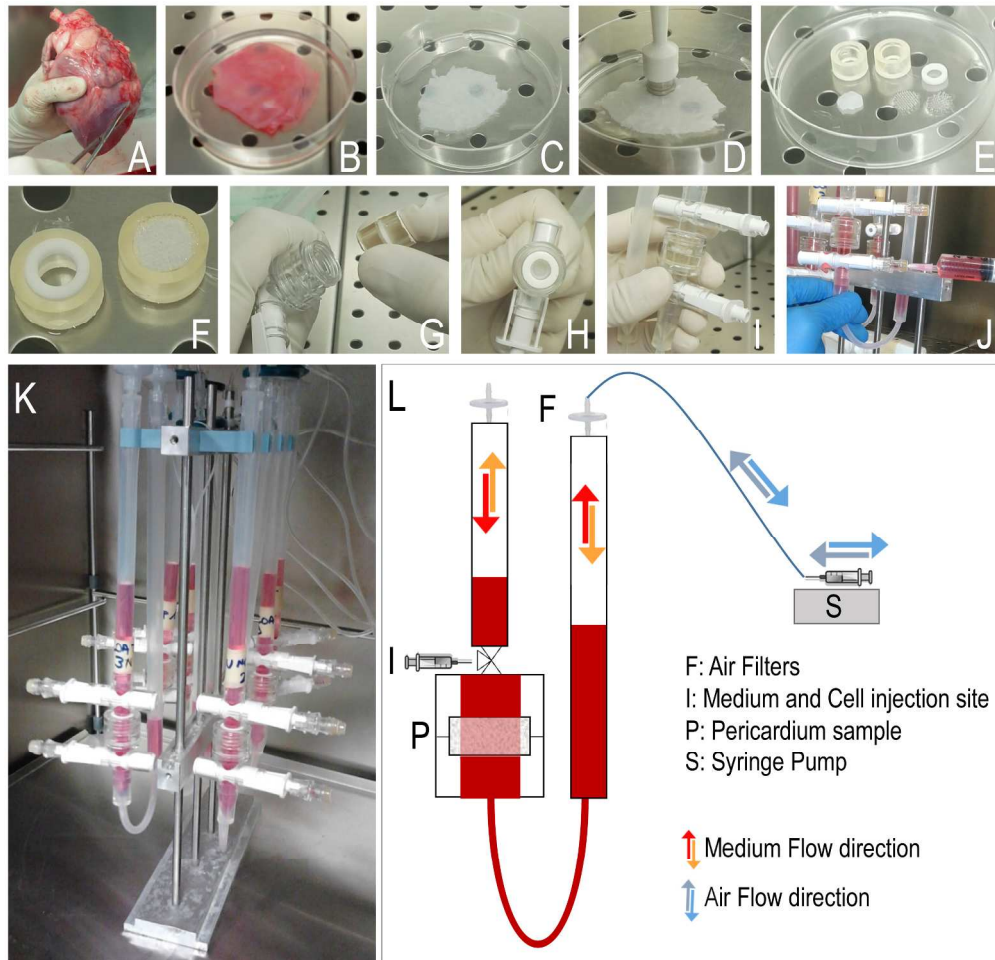 A
B
C
D
E
F
G
H
I
J
K
L
F
I
P
S
F: Air Filters
I: Medium and Cell injection site
P: Pericardium sample
S: Syringe Pump
Medium Flow direction
Air Flow direction